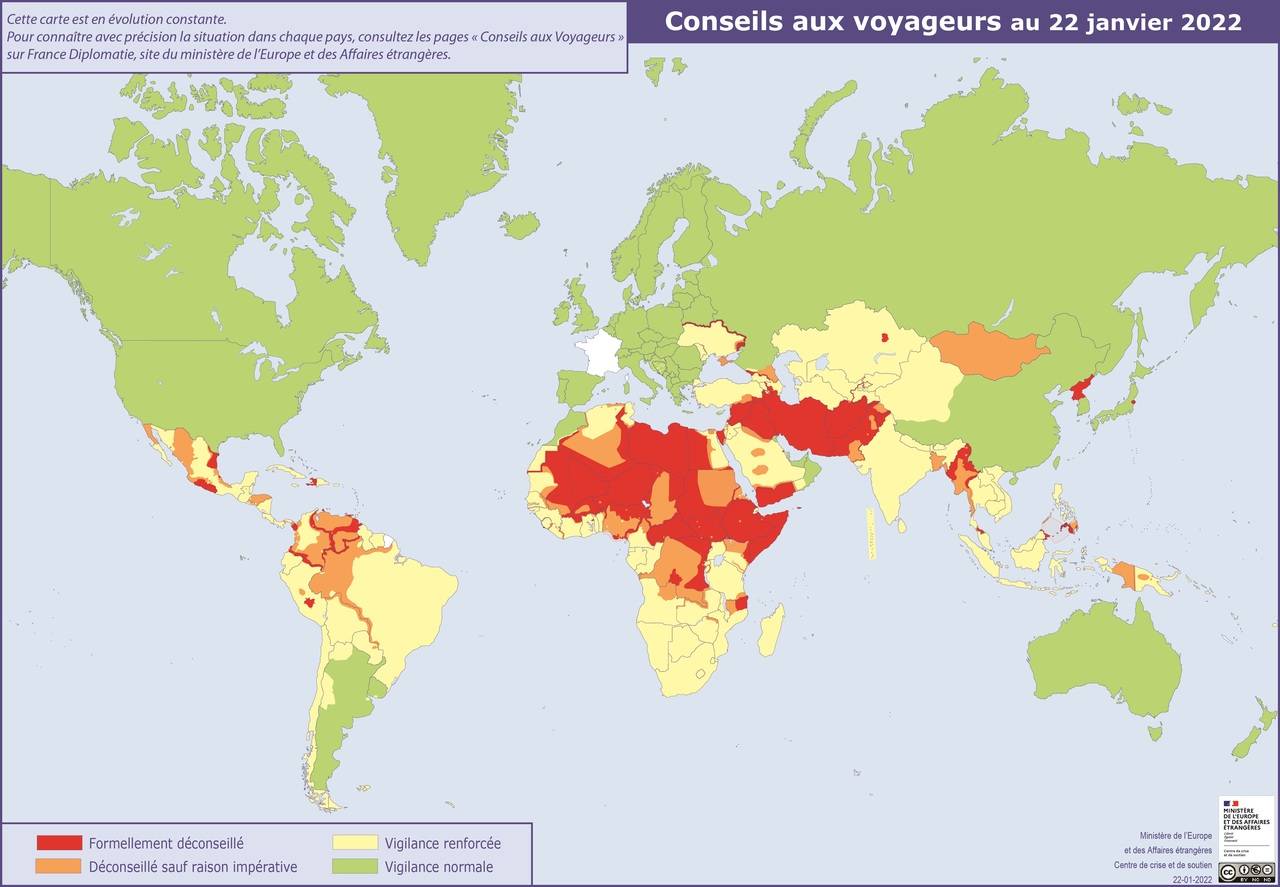 Cette carte est en évolution constante.
Pour connaître avec précision la situation dans chaque pays, consultez les pages « Conseils aux Voyageurs »
sur France Diplomatie, site du ministère de l'Europe et des Affaires étrangères.
Conseils aux voyageurs au 22 janvier 2022
Formellement déconseillé
Déconseillé sauf raison impérative
Vigilance renforcée
Vigilance normale
Ministère de l'Europe
et des Affaires étrangères
Centre de crise et de soutien
22-01-2022
MINISTÈRE
DE L'EUROPE
ET DES AFFAIRES
ÉTRANGÈRES
Liberté
Égalité
Fraternité
Centre de crise
et de soutien
CC
BY NC ND